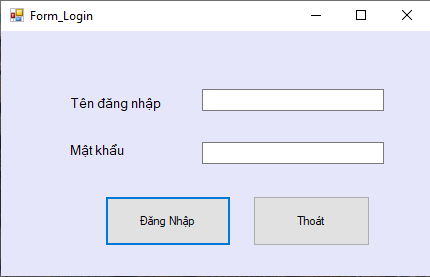 Form_Login
Tên đăng nhập
Mật khẩu
Đăng Nhập
Thoát